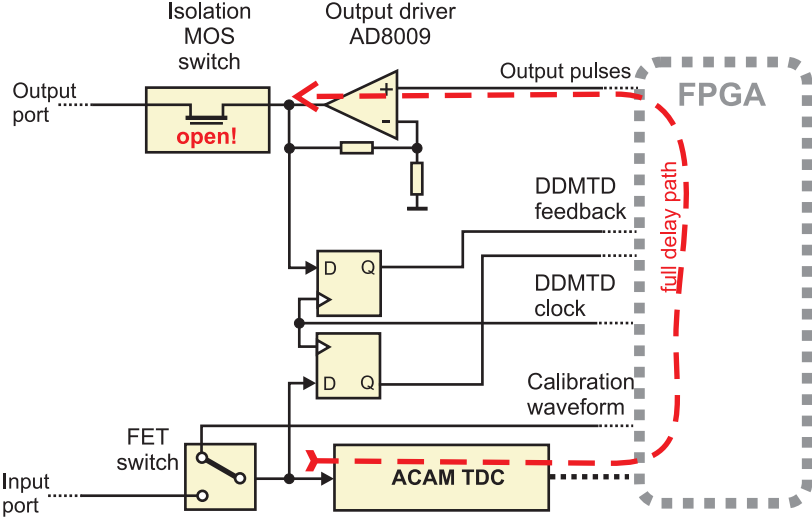 Isolation
MOS
switch
Output driver
AD8009
Output
port
open!
+
-
Output pulses
FPGA
full delay path
DDMTD
feedback
D
Q
DDMTD
clock
D
Q
Calibration
waveform
FET
switch
ACAM TDC
Input
port